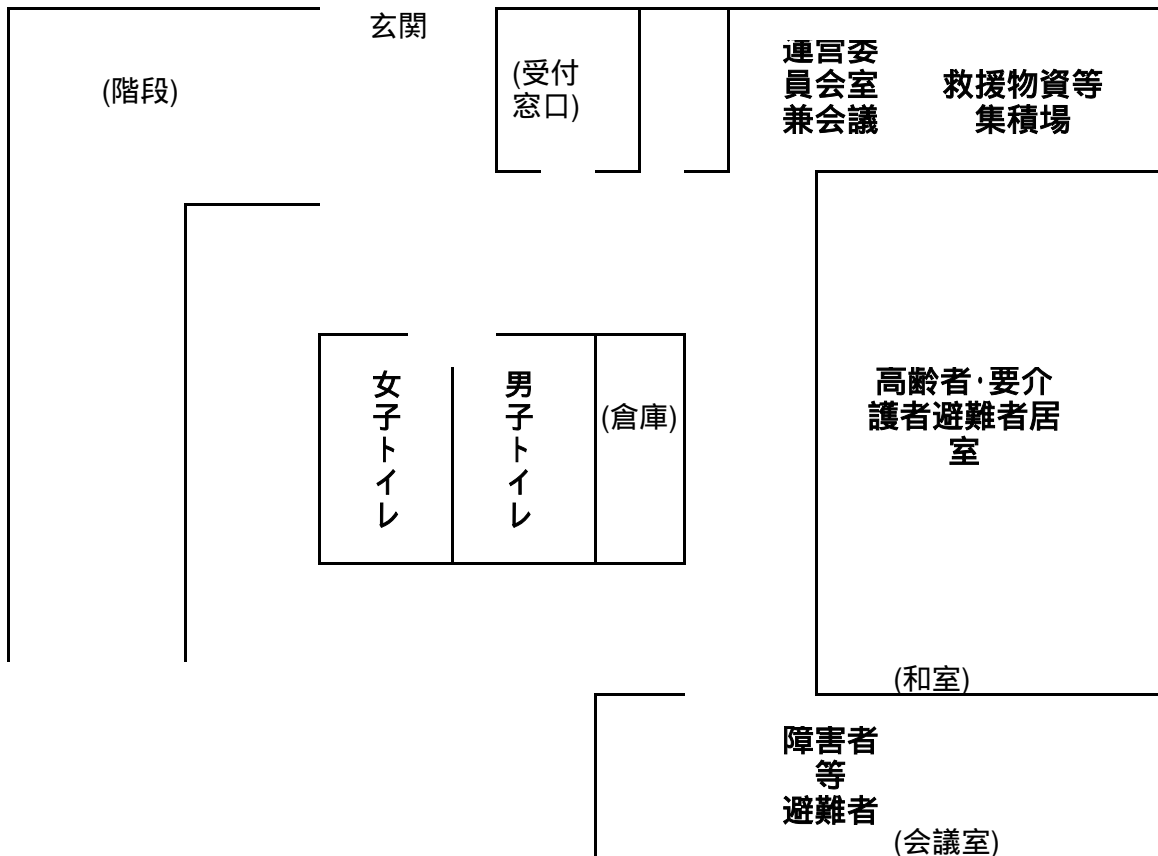 玄関
(階段)
(受付
窓口)
運営委
員会室
兼会議
救援物資等
集積場
女子トイレ
男子トイレ
(倉庫)
高齢者・要介
護者避難者居
室
(和室)
障害者
等
避難者
(会議室)